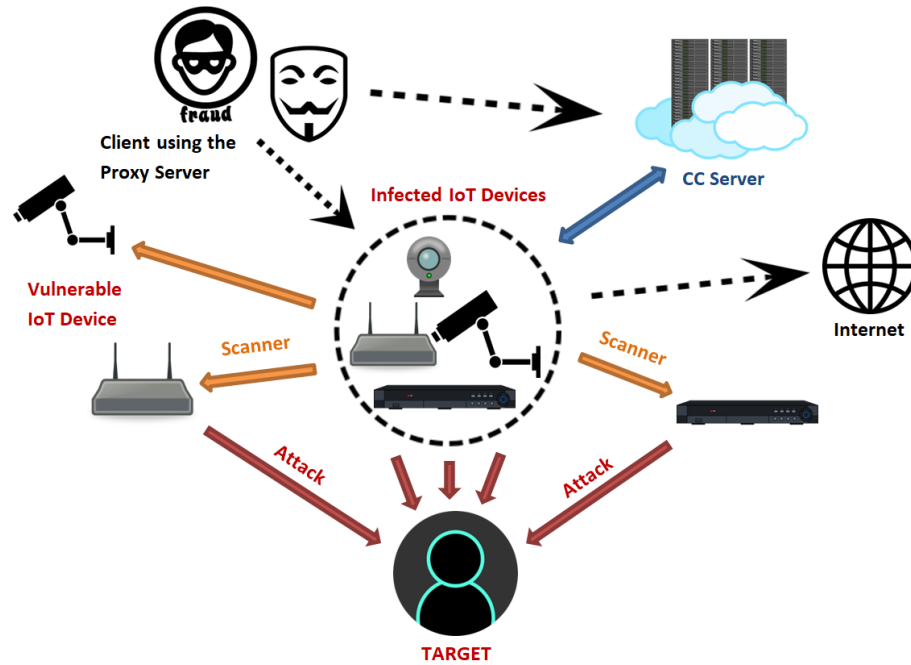 fraud
Client using the
Proxy Server
CC Server
Infected IoT Devices
Vulnerable
IoT Device
Internet
Scanner
Scanner
Attack
Attack
TARGET